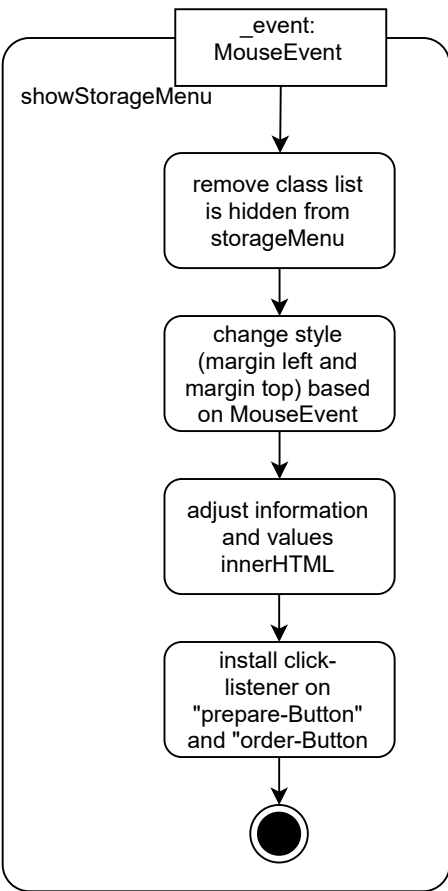 _event:
MouseEvent
showStorageMenu
remove class list
is hidden from
storageMenu
change style
(margin left and
margin top) based
on MouseEvent
adjust information
and values
innerHTML
install click-
listener on
"prepare-Button"
and "order-Button